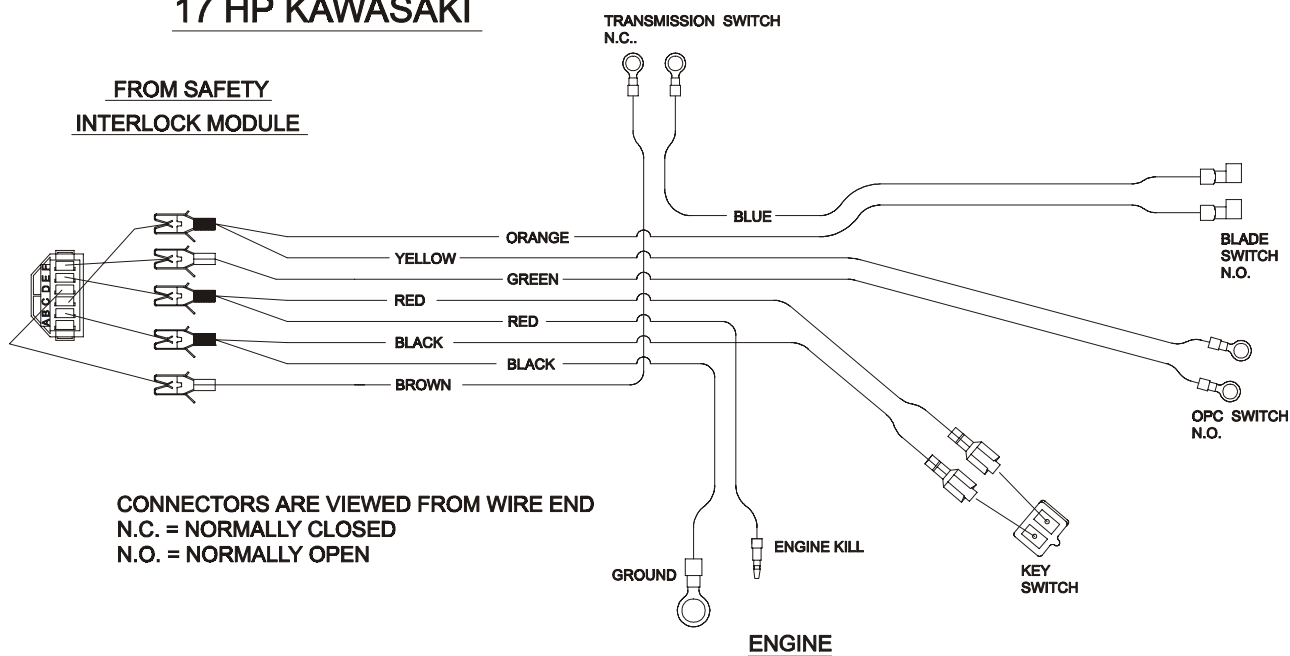 17 HP KAWASAKI
TRANSMISSION SWITCH
N.C..
FROM SAFETY
INTERLOCK MODULE
BLUE
ORANGE
YELLOW
GREEN
RED
RED
BLACK
BLACK
BROWN
A B C D E F
BLADE
SWITCH
N.O.
OPC SWITCH
N.O.
CONNECTORS ARE VIEWED FROM WIRE END
N.C. = NORMALLY CLOSED
N.O. = NORMALLY OPEN
GROUND
ENGINE KILL
KEY
SWITCH
ENGINE